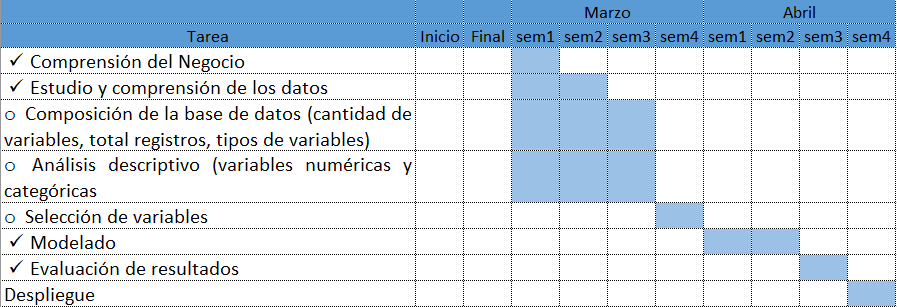 Marzo Abril
Tarea Inicio Final sem1 sem2 sem3 sem4 sem1 sem2 sem3 sem4
✓ Comprensión del Negocio
✓ Estudio y comprensión de los datos
o Composición de la base de datos (cantidad de
variables, total registros, tipos de variables)
o Análisis descriptivo (variables numéricas y
categóricas
o Selección de variables
✓ Modelado
✓ Evaluación de resultados
Despliegue